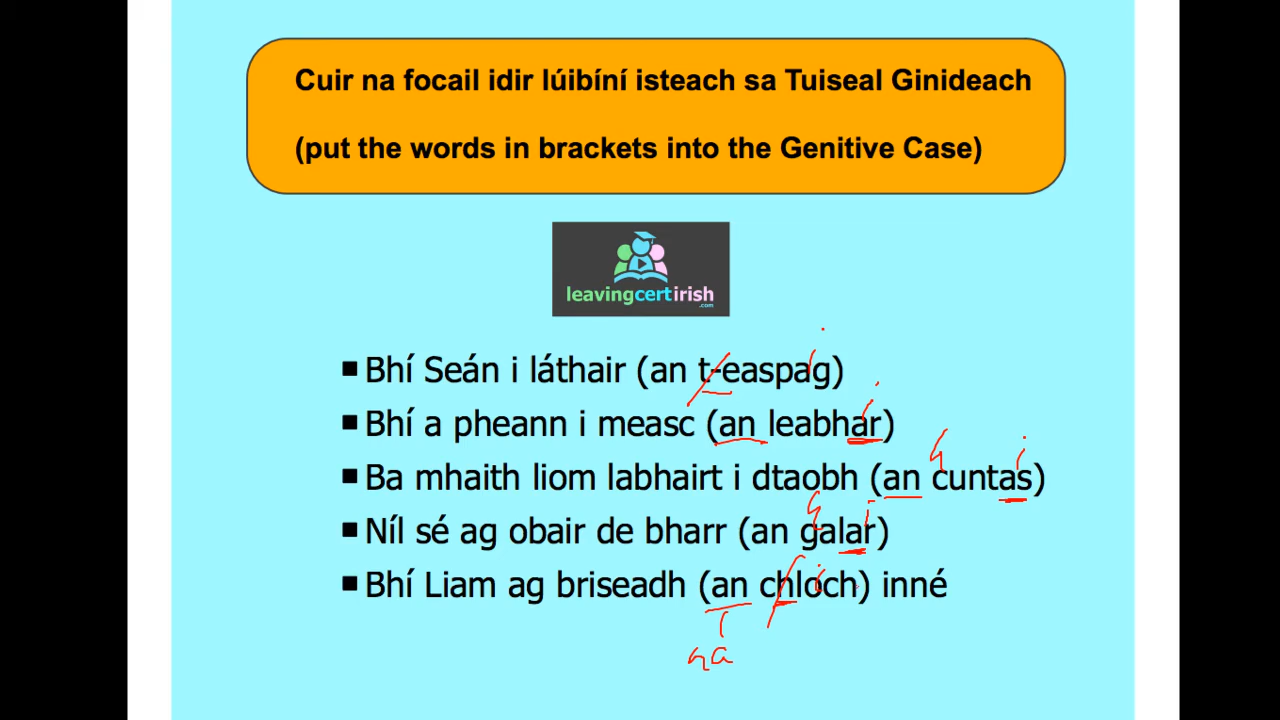 Cuir na focail idir lúibíní isteach sa Tuiseal Ginideach
(put the words in brackets into the Genitive Case)
leavingcertirish
.com
Bhí Seán i láthair (an t-easpag)
i
Bhí a pheann i measc (an leabhar)
i
Ba mhaith liom labhairt i dtaobh (an cuntas)
h i
Níl sé ag obair de bharr (an galar)
h i
Bhí Liam ag briseadh (an chloch) inné
i
na